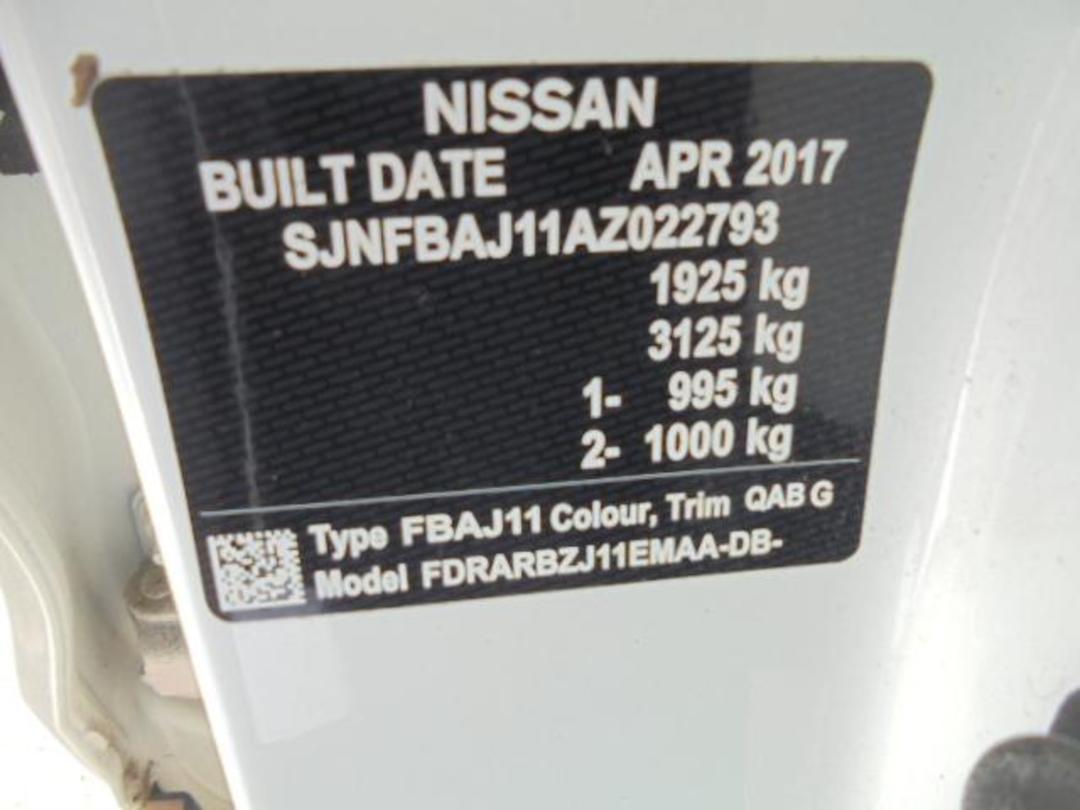 NISSAN
BUILT DATE APR 2017
SJNFBAJ11AZ022793
1925 kg
3125 kg
1- 995 kg
2- 1000 kg
Type FBAJ11 Colour, Trim QAB G
Model FDRARBZJ11EMAA-DB-